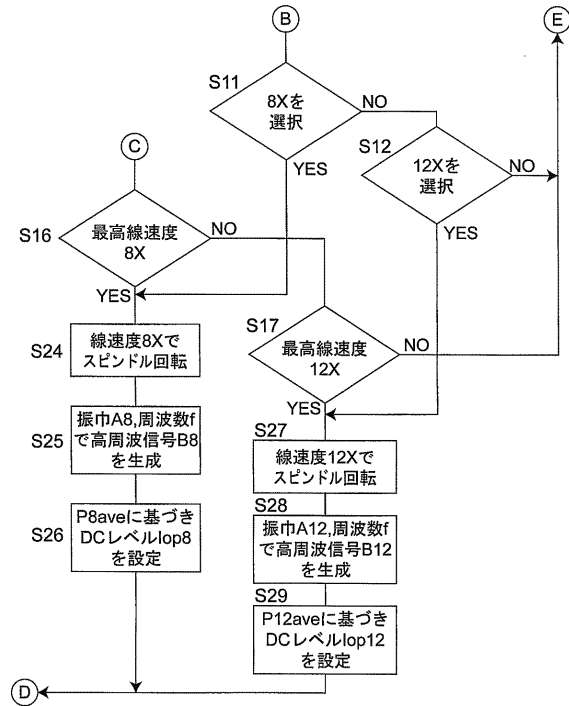 B
E
S11
8Xを
選択
NO
S12
12Xを
選択
NO
YES
YES
C
S16
最高線速度
8X
NO
YES
S17
最高線速度
12X
NO
YES
S24
線速度8Xで
スピンドル回転
S25
振巾A8,周波数f
で高周波信号B8
を生成
S26
P8aveに基づき
DCレベルIop8
を設定
S27
線速度12Xで
スピンドル回転
S28
振巾A12,周波数f
で高周波信号B12
を生成
S29
P12aveに基づき
DCレベルIop12
を設定
D